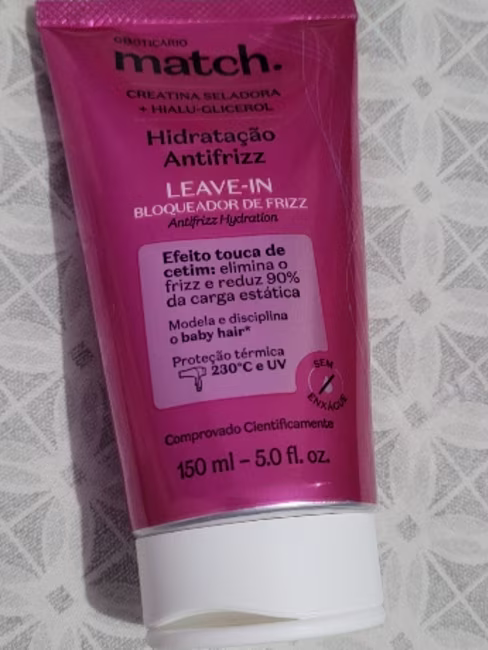 OBOTICÁRIO
match.
CREATINA SELADORA
+ HIALU-GLICEROL
Hidratação
Antifrizz
LEAVE-IN
BLOQUEADOR DE FRIZZ
Antifrizz Hydration
Efeito touca de
cetim: elimina o
frizz e reduz 90%
da carga estática
Modela e disciplina
o baby hair*
Proteção térmica
230°C e UV
SEM
ENXÁGUE
Comprovado Cientificamente
150 ml – 5.0 fl. oz.